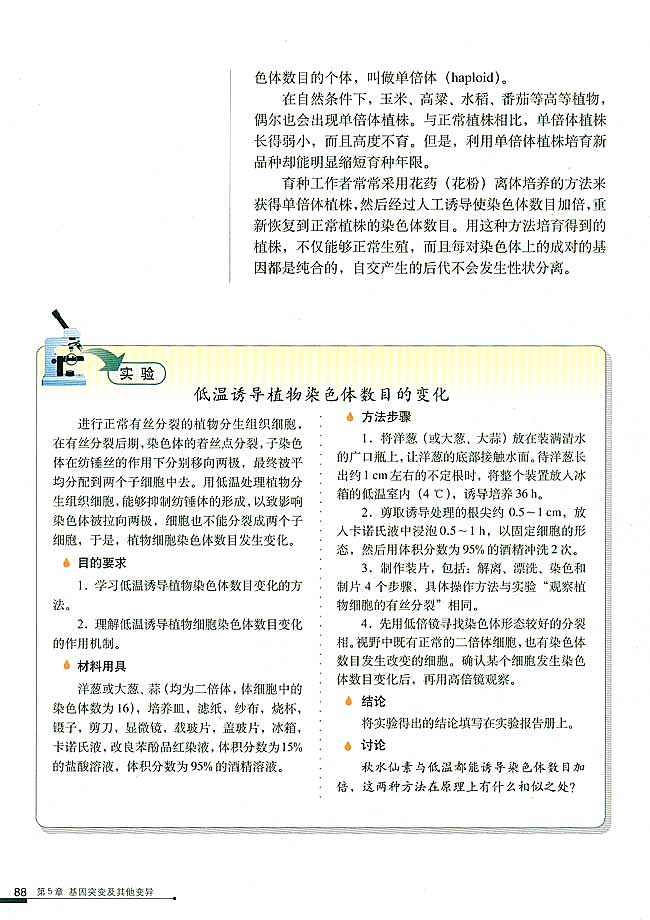 色体数目的个体，叫做单倍体（haploid）。
在自然条件下，玉米、高粱、水稻、番茄等高等植物，
偶尔也会出现单倍体植株。与正常植株相比，单倍体植株
长得弱小，而且高度不育。但是，利用单倍体植株培育新
品种却能明显缩短育种年限。
育种工作者常常采用花药（花粉）离体培养的方法来
获得单倍体植株，然后经过人工诱导使染色体数目加倍，重
新恢复到正常植株的染色体数目。用这种方法培育得到的
植株，不仅能够正常生殖，而且每对染色体上的成对的基
因都是纯合的，自交产生的后代不会发生性状分离。
实验
低温诱导植物染色体数目的变化
进行正常有丝分裂的植物分生组织细胞，
在有丝分裂后期，染色体的着丝点分裂，子染色
体在纺锤丝的作用下分别移向两极，最终被平
均分配到两个子细胞中去。用低温处理植物分
生组织细胞，能够抑制纺锤体的形成，以致影响
染色体被拉向两极，细胞也不能分裂成两个子
细胞，于是，植物细胞染色体数目发生变化。
目的要求
1．学习低温诱导植物染色体数目变化的方
法。
2．理解低温诱导植物细胞染色体数目变化
的作用机制。
材料用具
洋葱或大葱、蒜（均为二倍体，体细胞中的
染色体数为16），培养皿，滤纸，纱布，烧杯，
镊子，剪刀，显微镜，载玻片，盖玻片，冰箱，
卡诺氏液，改良苯酚品红染液，体积分数为15%
的盐酸溶液，体积分数为95%的酒精溶液。
方法步骤
1．将洋葱（或大葱、大蒜）放在装满清水
的广口瓶上，让洋葱的底部接触水面。待洋葱长
出约1 cm左右的不定根时，将整个装置放入冰
箱的低温室内（4 ℃），诱导培养36 h。
2．剪取诱导处理的根尖约 0.5～1 cm，放
入卡诺氏液中浸泡0.5～1 h，以固定细胞的形
态，然后用体积分数为95%的酒精冲洗2次。
3．制作装片，包括：解离、漂洗、染色和
制片 4 个步骤，具体操作方法与实验“观察植
物细胞的有丝分裂”相同。
4．先用低倍镜寻找染色体形态较好的分裂
相。视野中既有正常的二倍体细胞，也有染色体
数目发生改变的细胞。确认某个细胞发生染色
体数目变化后，再用高倍镜观察。
结论
将实验得出的结论填写在实验报告册上。
讨论
秋水仙素与低温都能诱导染色体数目加
倍，这两种方法在原理上有什么相似之处？
88 第5章 基因突变及其他变异